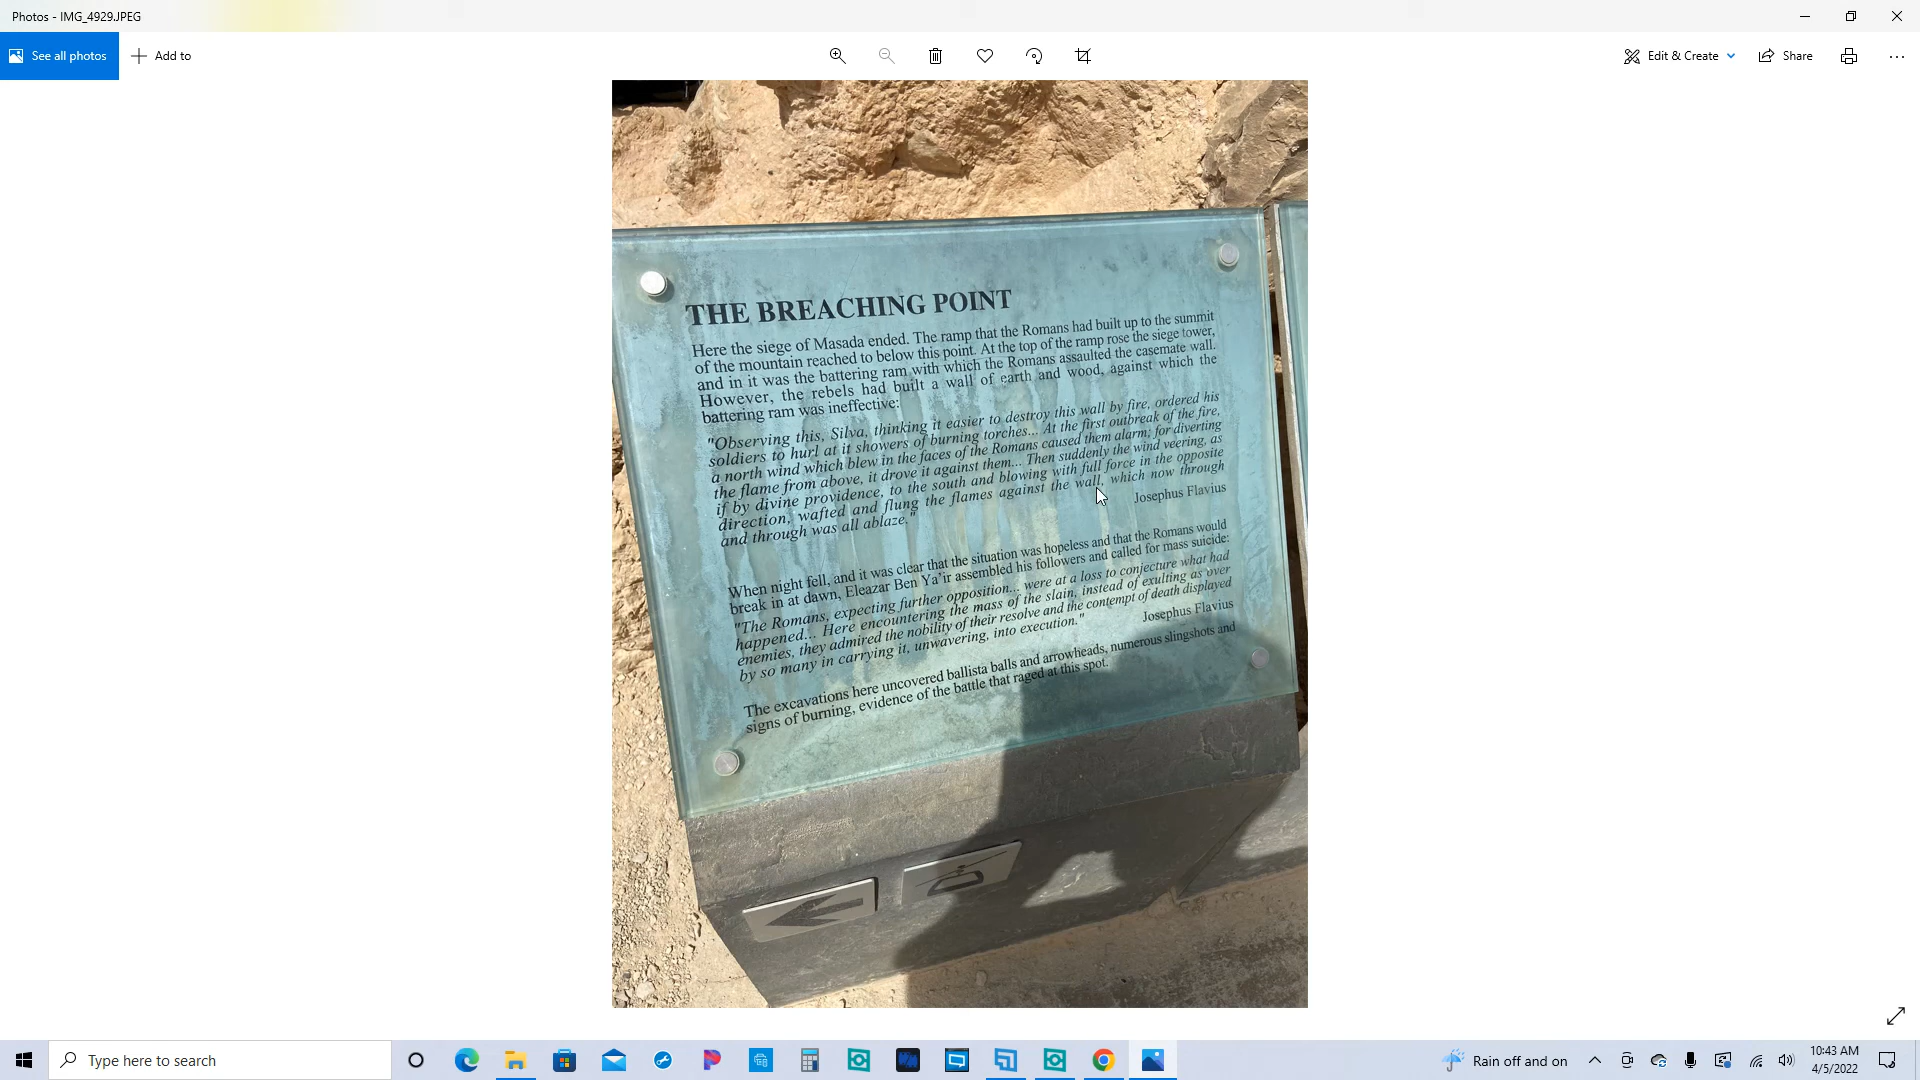 Photos - IMG_4929.JPEG
See all photos
Add to
Edit & Create
Share
THE BREACHING POINT
Here the siege of Masada ended. The ramp that the Romans had built up to the summit
of the mountain reached to below this point. At the top of the ramp rose the siege tower,
and in it was the battering ram with which the Romans assaulted the casemate wall.
However, the rebels had built a wall of earth and wood, against which the
battering ram was ineffective:
"Observing this, Silva, thinking it easier to destroy this wall by fire, ordered his
soldiers to hurl at it showers of burning torches... At the first outbreak of the fire,
a north wind which blew in the faces of the Romans caused them alarm; for diverting
the flame from above, it drove it against them... Then suddenly the wind veering, as
if by divine providence, to the south and blowing with full force in the opposite
direction, wafted and flung the flames against the wall, which now through
and through was all ablaze."
Josephus Flavius
When night fell, and it was clear that the situation was hopeless and that the Romans would
break in at dawn, Eleazar Ben Ya'ir assembled his followers and called for mass suicide:
"The Romans, expecting further opposition... were at a loss to conjecture what had
happened... Here encountering the mass of the slain, instead of exulting as over
enemies, they admired the nobility of their resolve and the contempt of death displayed
by so many in carrying it, unwavering, into execution."
Josephus Flavius
The excavations here uncovered ballista balls and arrowheads, numerous slingshots and
signs of burning, evidence of the battle that raged at this spot.
Type here to search
Rain off and on
10:43 AM
4/5/2022